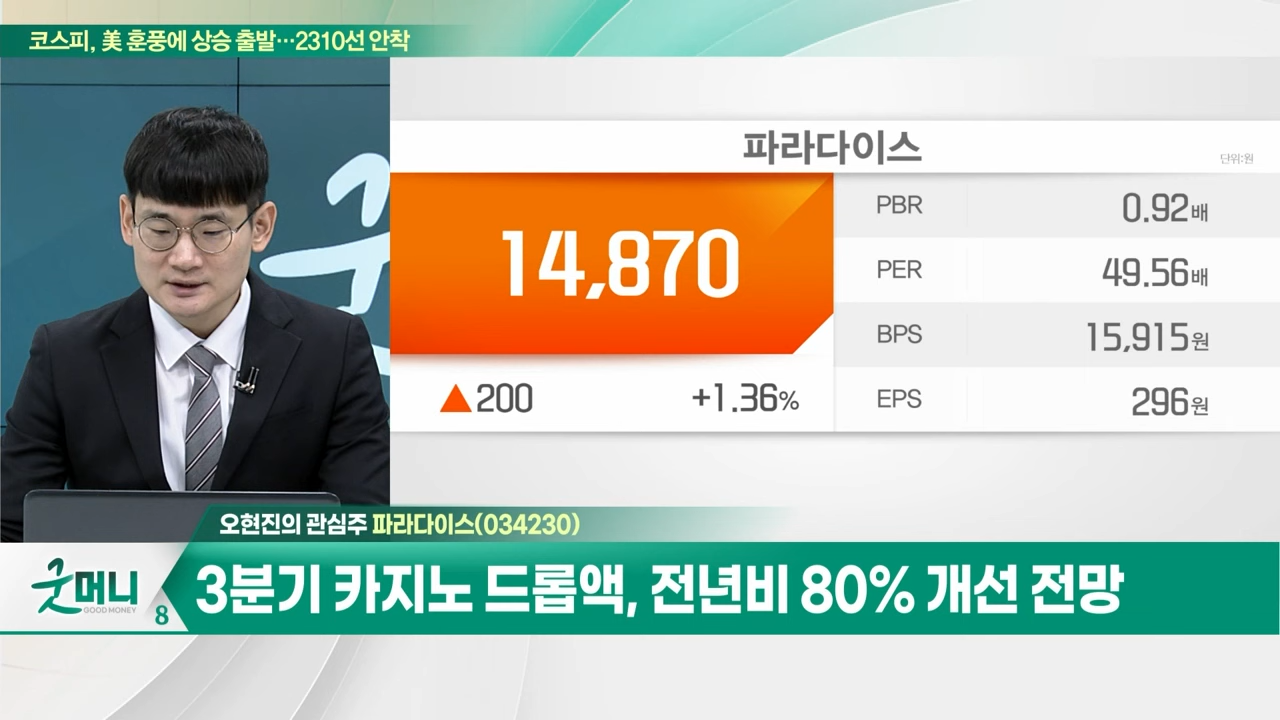 코스피, 美 훈풍에 상승 출발…2310선 안착
파라다이스
단위:원
14,870
▲200 +1.36%
PBR 0.92배
PER 49.56배
BPS 15,915원
EPS 296원
오현진의 관심주 파라다이스(034230)
굿머니
GOOD MONEY
8
3분기 카지노 드롭액, 전년비 80% 개선 전망